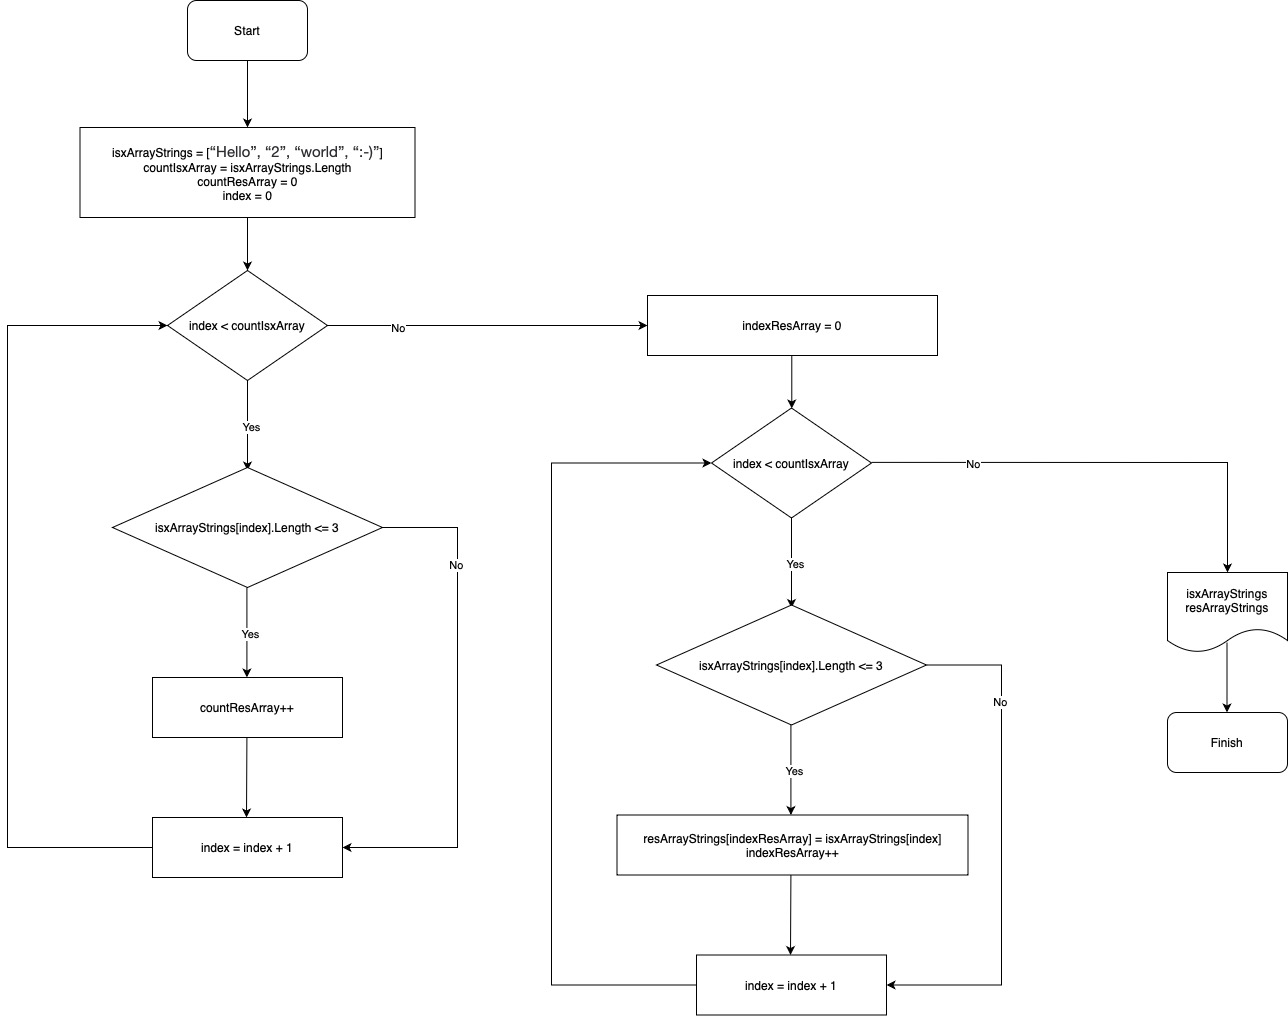 Start
isxArrayStrings = [“Hello”, “2”, “world”, “:-)”]
countIsxArray = isxArrayStrings.Length
countResArray = 0
index = 0
index < countIsxArray
No
Yes
isxArrayStrings[index].Length <= 3
No
Yes
countResArray++
index = index + 1
indexResArray = 0
index < countIsxArray
No
Yes
isxArrayStrings[index].Length <= 3
No
Yes
resArrayStrings[indexResArray] = isxArrayStrings[index]
indexResArray++
index = index + 1
isxArrayStrings
resArrayStrings
Finish